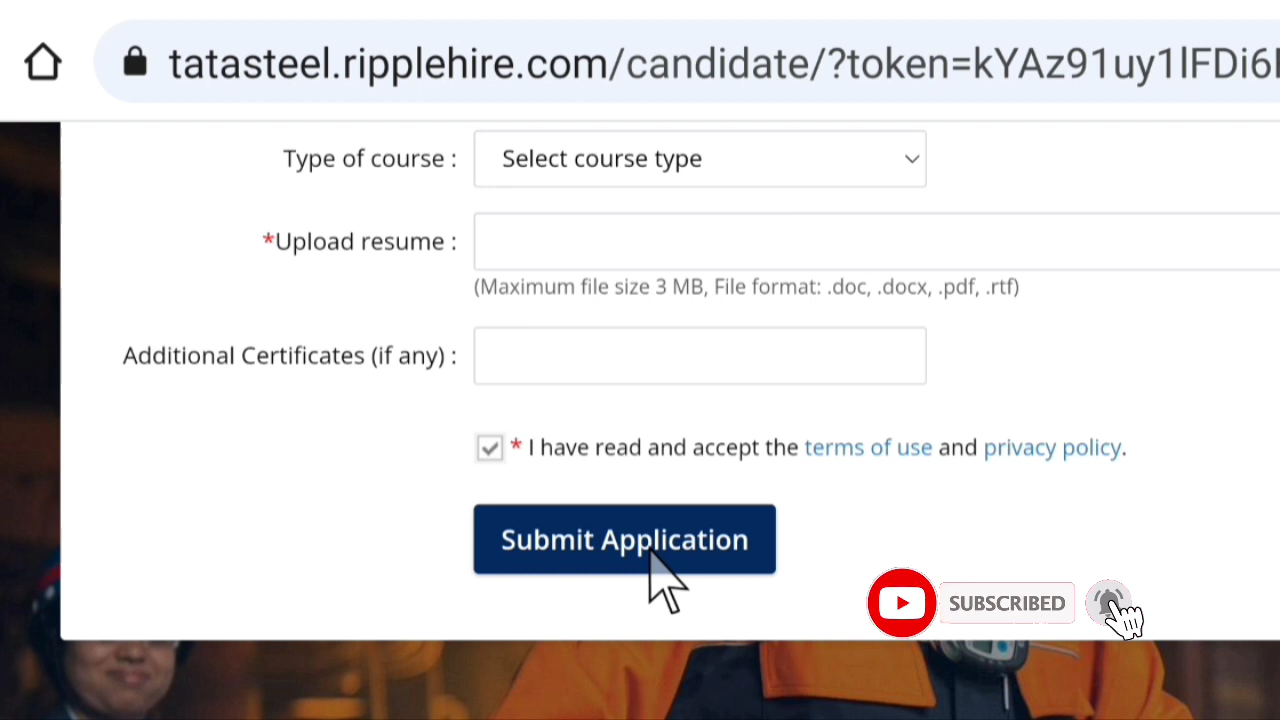 tatasteel.ripplehire.com/candidate/?token=kYAz91uy1lFDi6
Type of course :
Select course type
*Upload resume :
(Maximum file size 3 MB, File format: .doc, .docx, .pdf, .rtf)
Additional Certificates (if any) :
* I have read and accept the terms of use and privacy policy.
Submit Application
SUBSCRIBED